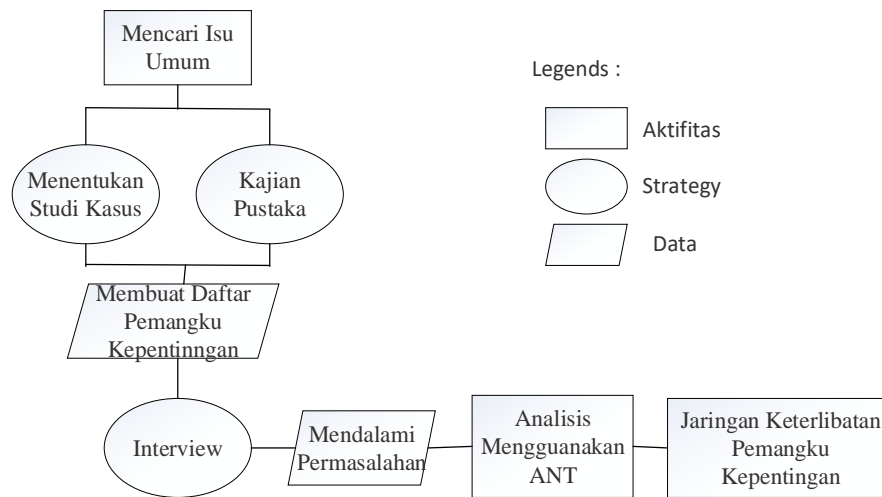 Mencari Isu
Umum
Legends :
Aktifitas
Menentukan
Studi Kasus
Kajian
Pustaka
Strategy
Data
Membuat Daftar
Pemangku
Kepentinngan
Interview
Mendalami
Permasalahan
Analisis
Mengguanakan
ANT
Jaringan Keterlibatan
Pemangku
Kepentingan